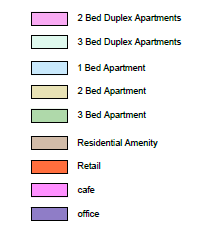 2 Bed Duplex Apartments
3 Bed Duplex Apartments
1 Bed Apartment
2 Bed Apartment
3 Bed Apartment
Residential Amenity
Retail
cafe
office